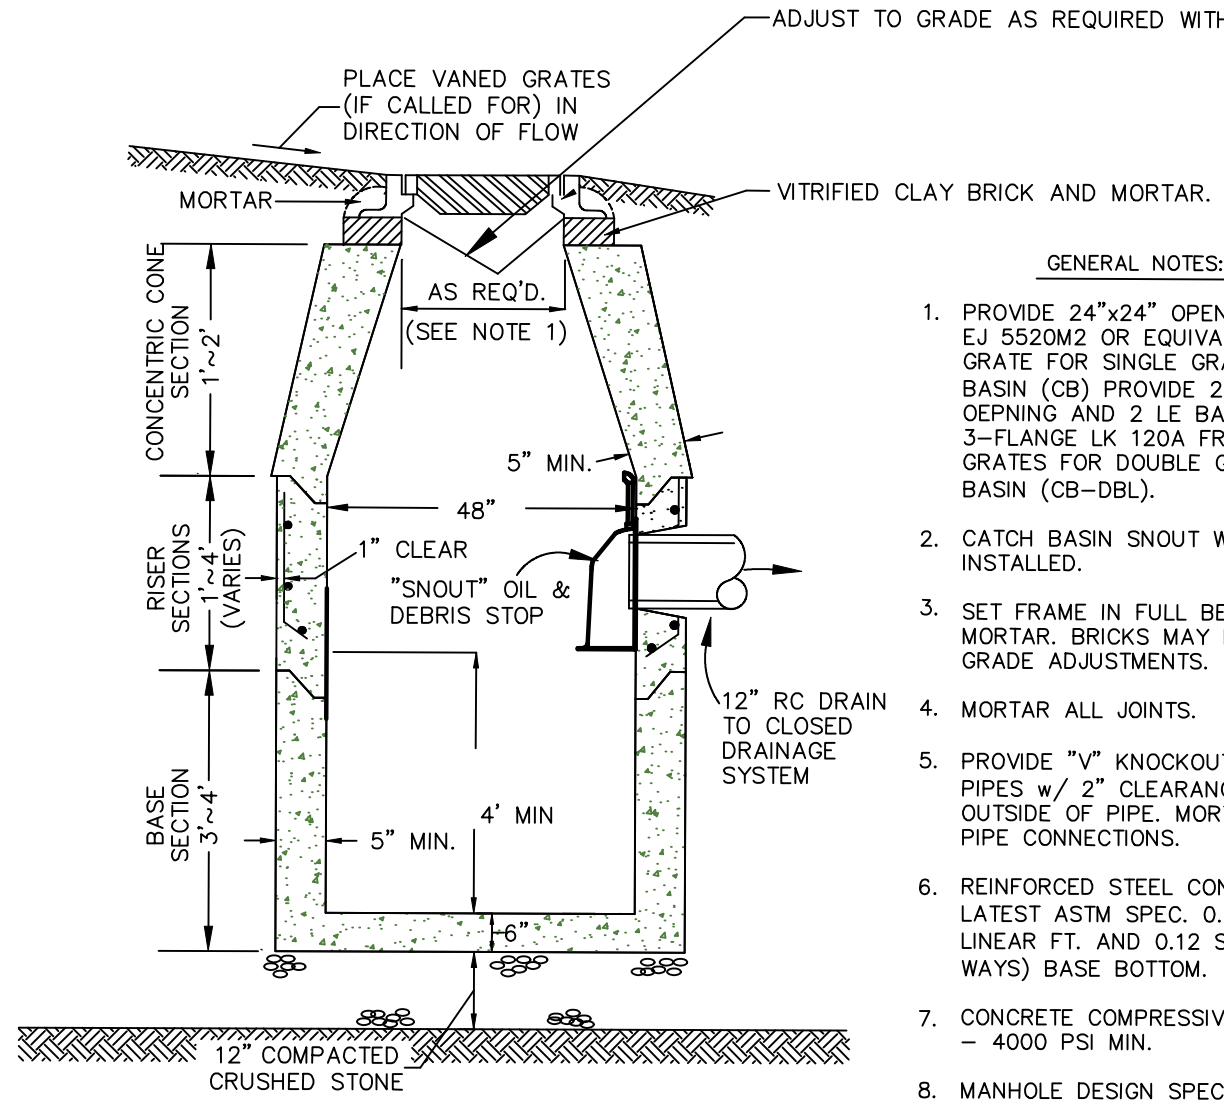 ADJUST TO GRADE AS REQUIRED WITH
PLACE VANED GRATES
(IF CALLED FOR) IN
DIRECTION OF FLOW
MORTAR
VITRIFIED CLAY BRICK AND MORTAR.
CONCENTRIC CONE
SECTION
1'~2'
AS REQ'D.
(SEE NOTE 1)
5" MIN.
48"
RISER
SECTIONS
1'~4'
(VARIES)
1" CLEAR
"SNOUT" OIL &
DEBRIS STOP
12" RC DRAIN
TO CLOSED
DRAINAGE
SYSTEM
BASE
SECTION
3'~4'
4' MIN
5" MIN.
6"
12" COMPACTED
CRUSHED STONE
GENERAL NOTES:
1. PROVIDE 24"x24" OPEN
EJ 5520M2 OR EQUIVA
GRATE FOR SINGLE GRA
BASIN (CB) PROVIDE 2
OEPNING AND 2 LE BA
3-FLANGE LK 120A FR
GRATES FOR DOUBLE G
BASIN (CB-DBL).
2. CATCH BASIN SNOUT W
INSTALLED.
3. SET FRAME IN FULL BE
MORTAR. BRICKS MAY
GRADE ADJUSTMENTS.
4. MORTAR ALL JOINTS.
5. PROVIDE "V" KNOCKOUT
PIPES w/ 2" CLEARANC
OUTSIDE OF PIPE. MOR
PIPE CONNECTIONS.
6. REINFORCED STEEL CON
LATEST ASTM SPEC. 0.
LINEAR FT. AND 0.12 S
WAYS) BASE BOTTOM.
7. CONCRETE COMPRESSIV
- 4000 PSI MIN.
8. MANHOLE DESIGN SPEC